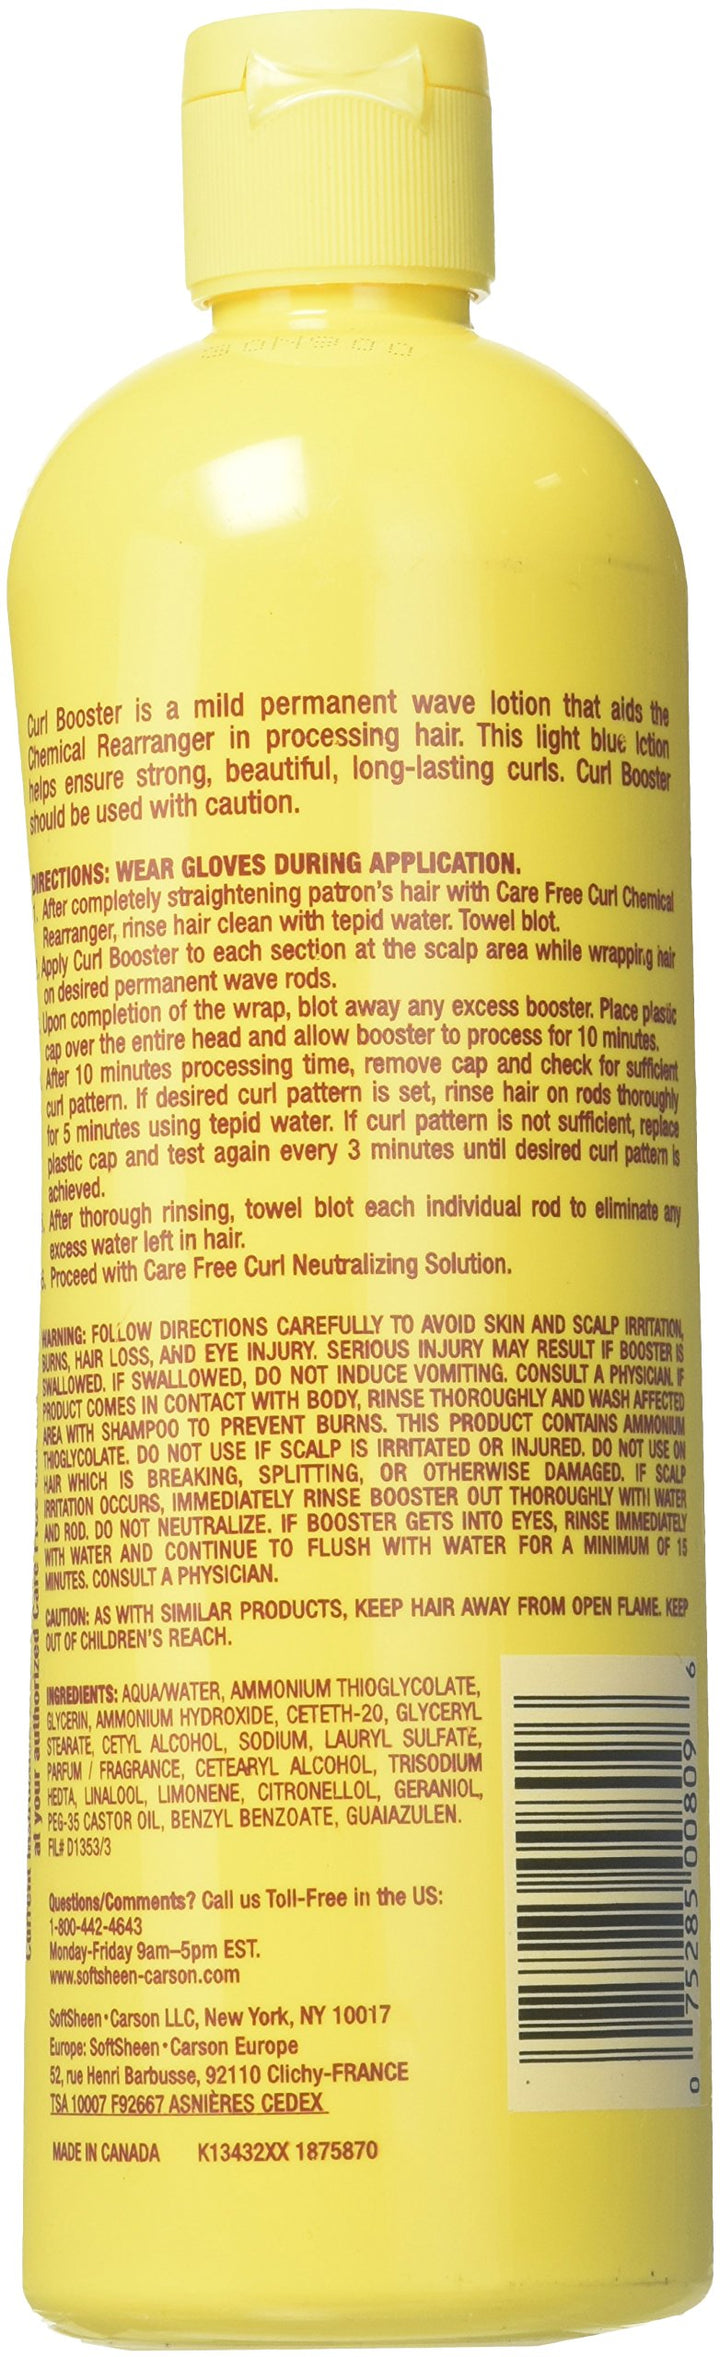 Curl Booster is a mild permanent wave lotion that aids the
Chemical Rearranger in processing hair. This light blue lotion
helps ensure strong, beautiful, long-lasting curls. Curl Booster
should be used with caution.
DIRECTIONS: WEAR GLOVES DURING APPLICATION.
1. After completely straightening patron's hair with Care Free Curl Chemical
Rearranger, rinse hair clean with tepid water. Towel blot.
Apply Curl Booster to each section at the scalp area while wrapping hair
on desired permanent wave rods.
Upon completion of the wrap, blot away any excess booster. Place plastic
cap over the entire head and allow booster to process for 10 minutes.
After 10 minutes processing time, remove cap and check for sufficient
curl pattern. If desired curl pattern is set, rinse hair on rods thoroughly
for 5 minutes using tepid water. If curl pattern is not sufficient, replace
plastic cap and test again every 3 minutes until desired curl pattern is
achieved.
After thorough rinsing, towel blot each individual rod to eliminate any
excess water left in hair.
6. Proceed with Care Free Curl Neutralizing Solution.
WARNING: FOLLOW DIRECTIONS CAREFULLY TO AVOID SKIN AND SCALP IRRITATION,
BURNS, HAIR LOSS, AND EYE INJURY. SERIOUS INJURY MAY RESULT IF BOOSTER IS
SWALLOWED. IF SWALLOWED, DO NOT INDUCE VOMITING. CONSULT A PHYSICIAN. IF
PRODUCT COMES IN CONTACT WITH BODY, RINSE THOROUGHLY AND WASH AFFECTED
AREA WITH SHAMPOO TO PREVENT BURNS. THIS PRODUCT CONTAINS AMMONIUM
THIOGLYCOLATE. DO NOT USE IF SCALP IS IRRITATED OR INJURED. DO NOT USE ON
HAIR WHICH IS BREAKING, SPLITTING, OR OTHERWISE DAMAGED. IF SCALP
IRRITATION OCCURS, IMMEDIATELY RINSE BOOSTER OUT THOROUGHLY WITH WATER
AND ROD. DO NOT NEUTRALIZE. IF BOOSTER GETS INTO EYES, RINSE IMMEDIATELY
WITH WATER AND CONTINUE TO FLUSH WITH WATER FOR A MINIMUM OF 15
MINUTES. CONSULT A PHYSICIAN.
CAUTION: AS WITH SIMILAR PRODUCTS, KEEP HAIR AWAY FROM OPEN FLAME. KEEP
OUT OF CHILDREN'S REACH.
INGREDIENTS: AQUA/WATER, AMMONIUM THIOGLYCOLATE,
GLYCERIN, AMMONIUM HYDROXIDE, CETETH-20, GLYCERYL
STEARATE, CETYL ALCOHOL, SODIUM, LAURYL SULFATE,
PARFUM / FRAGRANCE, CETEARYL ALCOHOL, TRISODIUM
HEDTA, LINALOOL, LIMONENE, CITRONELLOL, GERANIOL,
PEG-35 CASTOR OIL, BENZYL BENZOATE, GUAIAZULEN.
FIL# D1353/3
Questions/Comments? Call us Toll-Free in the US:
1-800-442-4643
Monday-Friday 9am–5pm EST.
www.softsheen-carson.com
SoftSheen•Carson LLC, New York, NY 10017
Europe: SoftSheen•Carson Europe
52, rue Henri Barbusse, 92110 Clichy-FRANCE
TSA 10007 F92667 ASNIÈRES CEDEX
MADE IN CANADA K13432XX 1875870
0 75285 00809 6
at your authorized Care Free